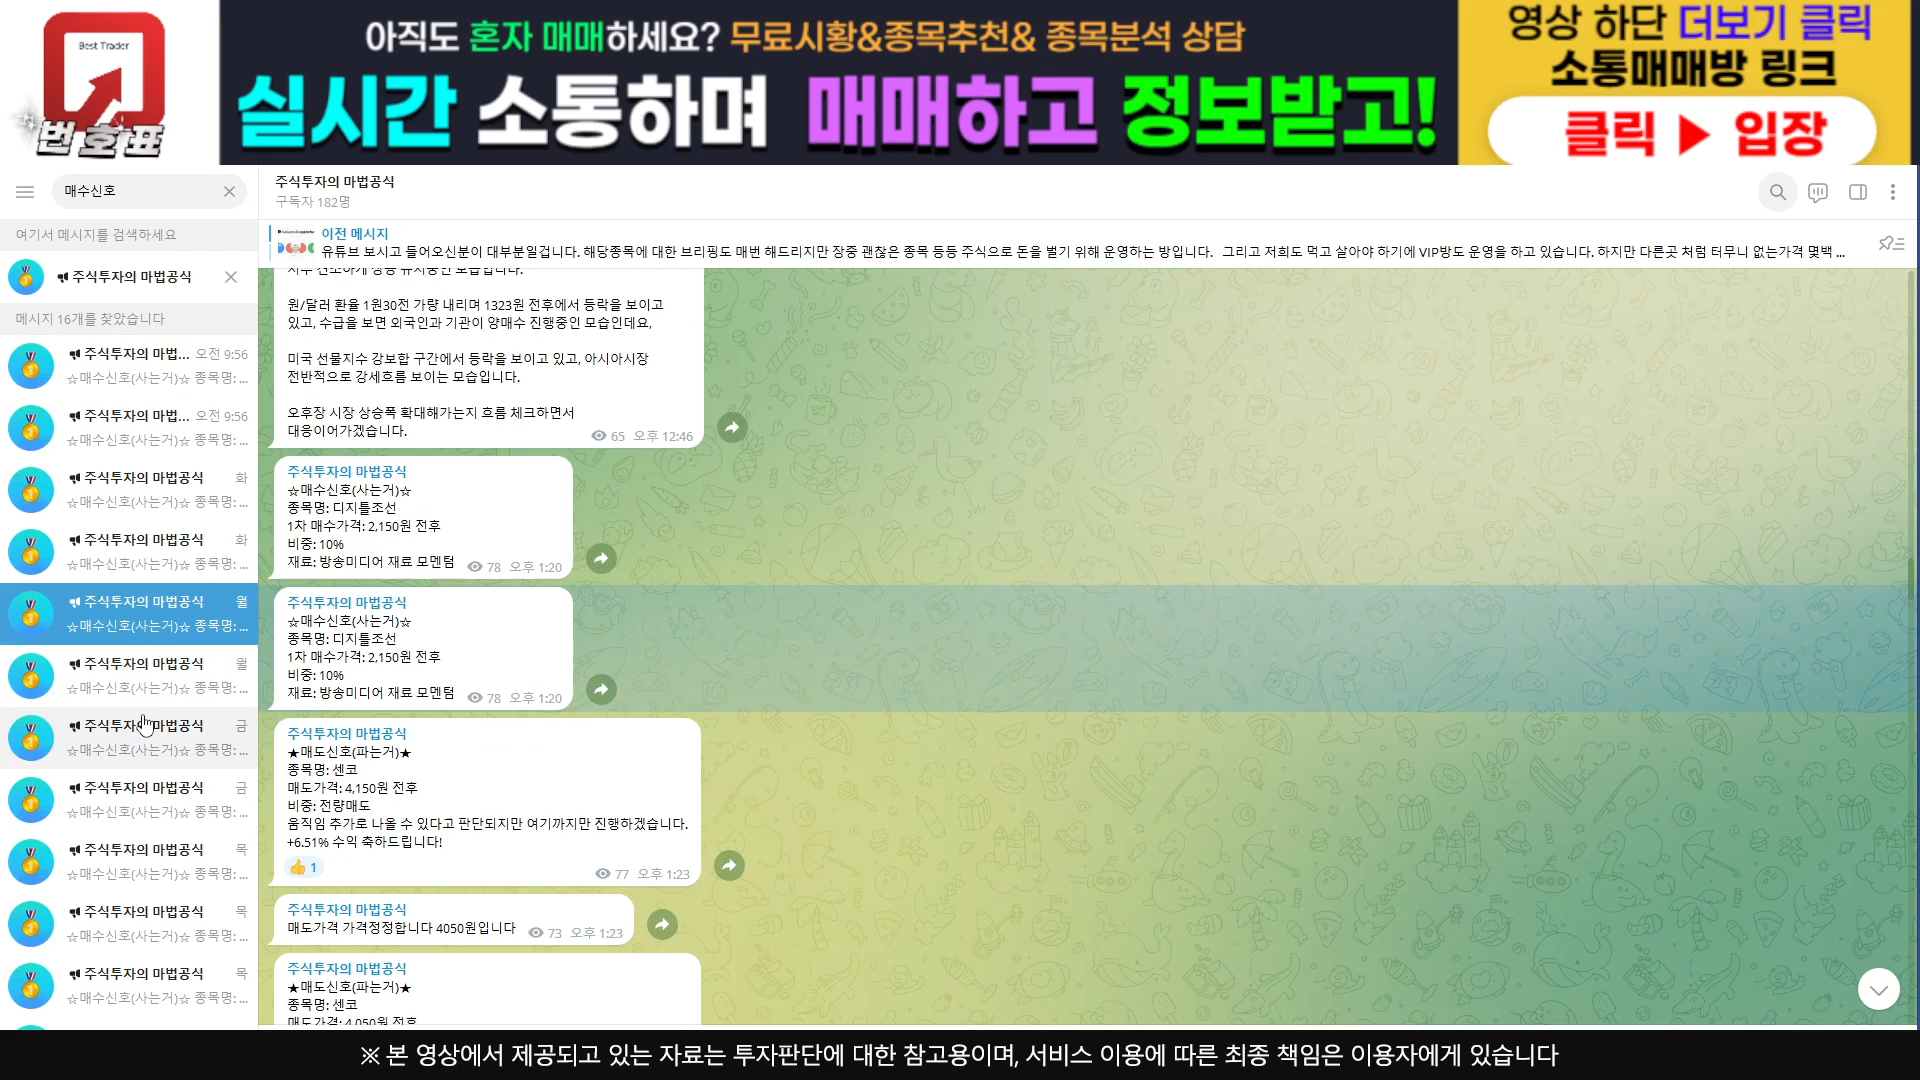 Best Trader
번호표
아직도 혼자 매매하세요? 무료시황&종목추천& 종목분석 상담
실시간 소통하며 매매하고 정보받고!
영상 하단 더보기 클릭
소통매매방 링크
클릭 ▶ 입장
매수신호
여기서 메시지를 검색하세요
주식투자의 마법공식
메시지 16개를 찾았습니다
주식투자의 마법... 오전 9:56
☆매수신호(사는거)☆ 종목명: ...
주식투자의 마법... 오전 9:56
☆매수신호(사는거)☆ 종목명: ...
주식투자의 마법공식 화
☆매수신호(사는거)☆ 종목명: ...
주식투자의 마법공식 화
☆매수신호(사는거)☆ 종목명: ...
주식투자의 마법공식 월
☆매수신호(사는거)☆ 종목명: ...
주식투자의 마법공식 월
☆매수신호(사는거)☆ 종목명: ...
주식투자의 마법공식 금
☆매수신호(사는거)☆ 종목명: ...
주식투자의 마법공식 금
☆매수신호(사는거)☆ 종목명: ...
주식투자의 마법공식 목
☆매수신호(사는거)☆ 종목명: ...
주식투자의 마법공식 목
☆매수신호(사는거)☆ 종목명: ...
주식투자의 마법공식 목
☆매수신호(사는거)☆ 종목명: ...
주식투자의 마법공식
구독자 182명
이전 메시지
유튜브 보시고 들어오신분이 대부분일겁니다. 해당종목에 대한 브리핑도 매번 해드리지만 장중 괜찮은 종목 등등 주식으로 돈을 벌기 위해 운영하는 방입니다. 그리고 저희도 먹고 살아야 하기에 VIP방도 운영을 하고 있습니다. 하지만 다른곳 처럼 터무니 없는가격 몇백 ...
원/달러 환율 1원30전 가량 내리며 1323원 전후에서 등락을 보이고
있고, 수급을 보면 외국인과 기관이 양매수 진행중인 모습인데요,
미국 선물지수 강보합 구간에서 등락을 보이고 있고, 아시아시장
전반적으로 강세흐름 보이는 모습입니다.
오후장 시장 상승폭 확대해가는지 흐름 체크하면서
대응이어가겠습니다.
65 오후 12:46
주식투자의 마법공식
☆매수신호(사는거)☆
종목명: 디지틀조선
1차 매수가격: 2,150원 전후
비중: 10%
재료: 방송미디어 재료 모멘텀 78 오후 1:20
주식투자의 마법공식
☆매수신호(사는거)☆
종목명: 디지틀조선
1차 매수가격: 2,150원 전후
비중: 10%
재료: 방송미디어 재료 모멘텀 78 오후 1:20
주식투자의 마법공식
★매도신호(파는거)★
종목명: 센코
매도가격: 4,150원 전후
비중: 전량매도
움직임 추가로 나올 수 있다고 판단되지만 여기까지만 진행하겠습니다.
+6.51% 수익 축하드립니다!
1
77 오후 1:23
주식투자의 마법공식
매도가격 가격정정합니다 4050원입니다 73 오후 1:23
주식투자의 마법공식
★매도신호(파는거)★
종목명: 센코
매도가격: 4,050원 전후
※ 본 영상에서 제공되고 있는 자료는 투자판단에 대한 참고용이며, 서비스 이용에 따른 최종 책임은 이용자에게 있습니다